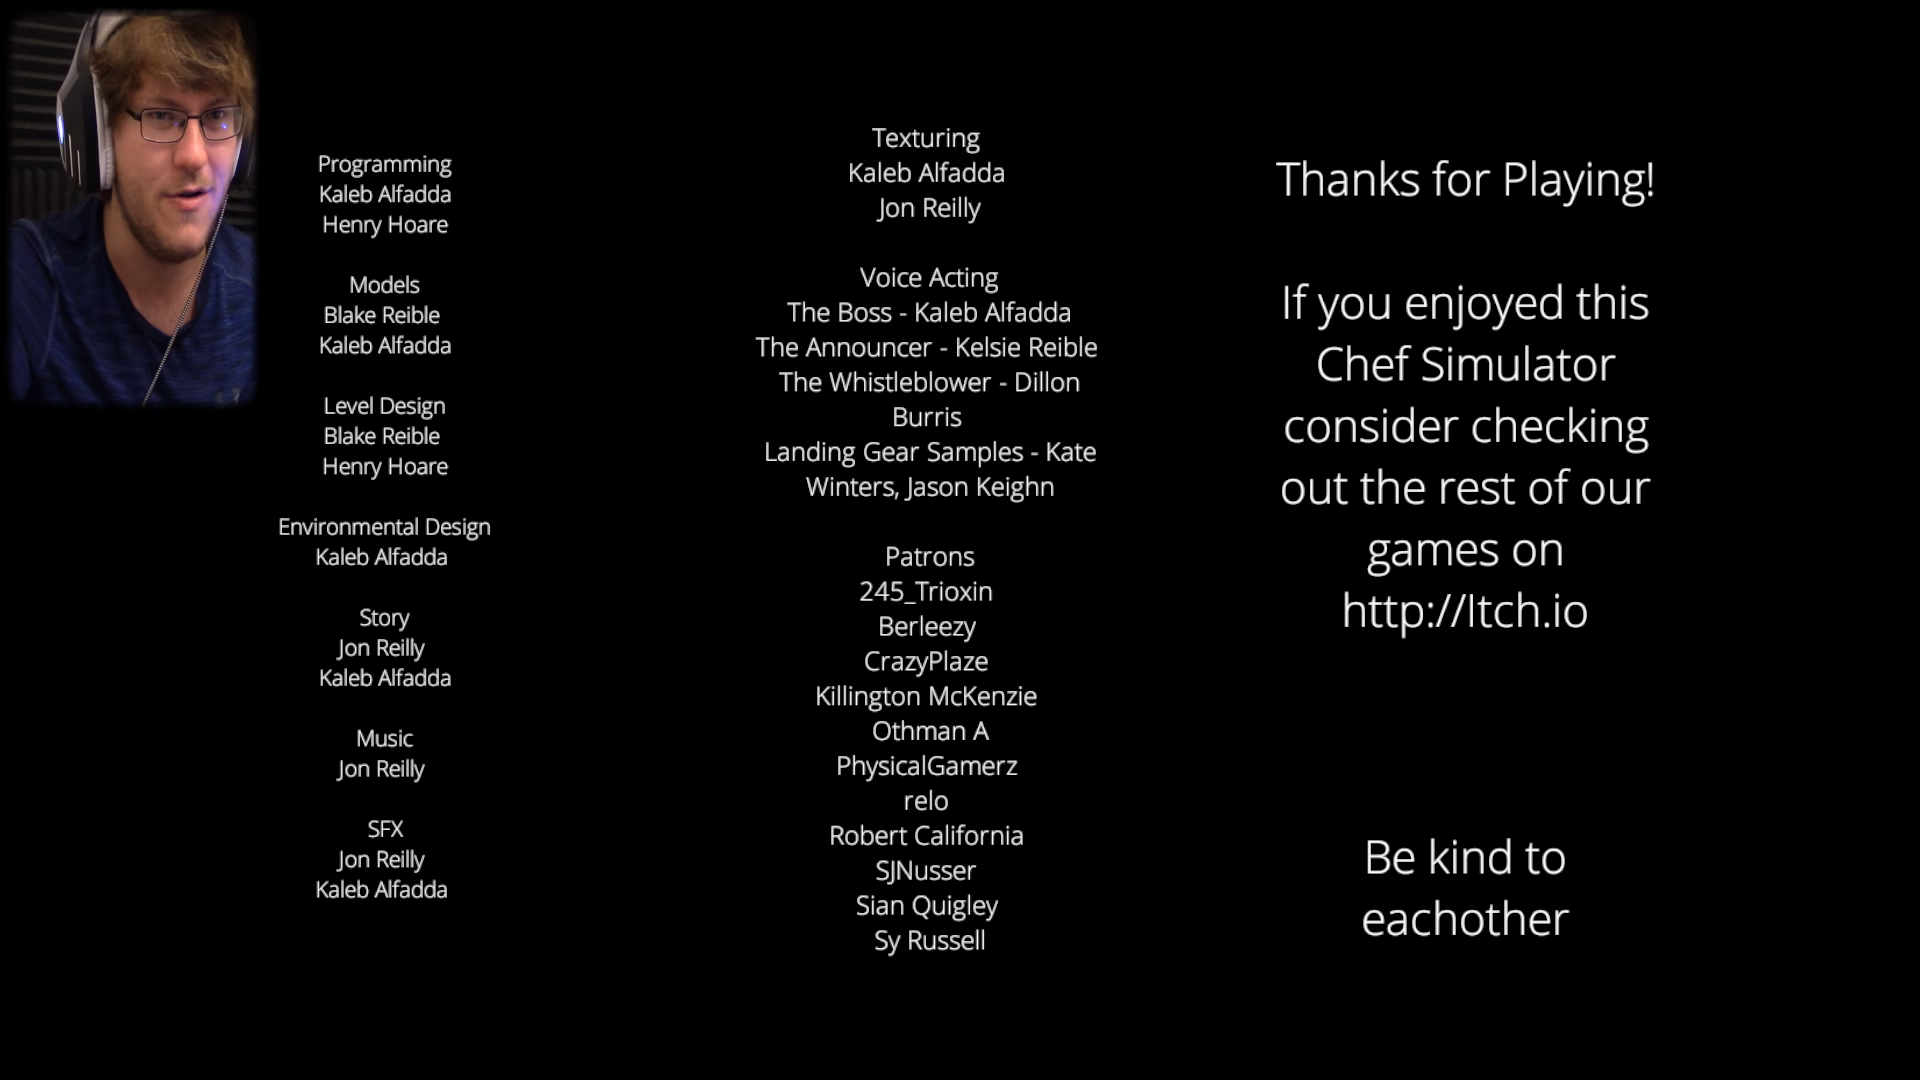 Programming
Kaleb Alfadda
Henry Hoare
Models
Blake Reible
Kaleb Alfadda
Level Design
Blake Reible
Henry Hoare
Environmental Design
Kaleb Alfadda
Story
Jon Reilly
Kaleb Alfadda
Music
Jon Reilly
SFX
Jon Reilly
Kaleb Alfadda
Texturing
Kaleb Alfadda
Jon Reilly
Voice Acting
The Boss - Kaleb Alfadda
The Announcer - Kelsie Reible
The Whistleblower - Dillon
Burris
Landing Gear Samples - Kate
Winters, Jason Keighn
Patrons
245_Trioxin
Berleezy
CrazyPlaze
Killington McKenzie
Othman A
PhysicalGamerz
relo
Robert California
SJNusser
Sian Quigley
Sy Russell
Thanks for Playing!
If you enjoyed this
Chef Simulator
consider checking
out the rest of our
games on
http://Itch.io
Be kind to
eachother